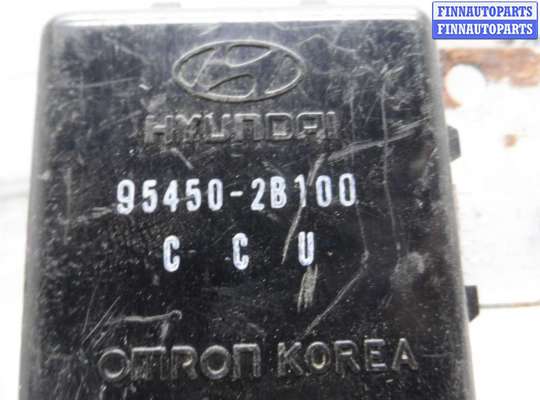 FINNAUTOPARTS
FINNAUTOPARTS
HYUNDAI
95450-2B100
C C U
OMRON KOREA